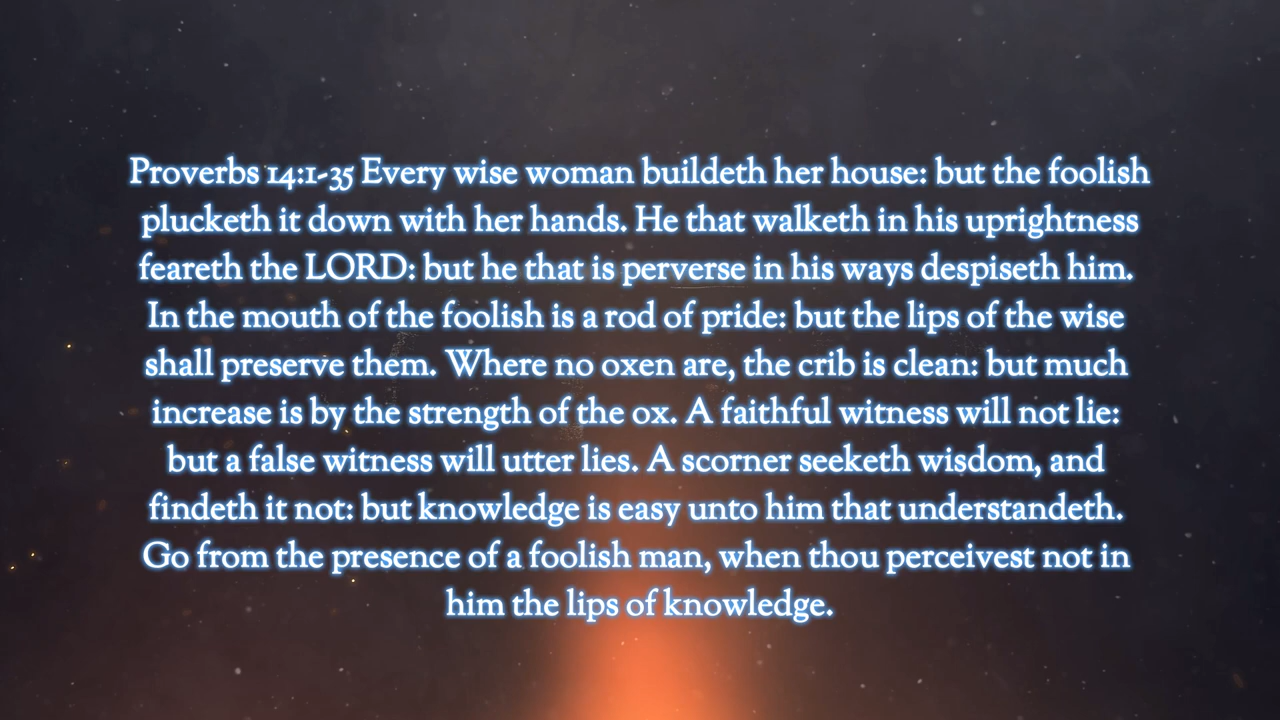 Proverbs 14:1-35 Every wise woman buildeth her house: but the foolish
plucketh it down with her hands. He that walketh in his uprightness
feareth the LORD: but he that is perverse in his ways despiseth him.
In the mouth of the foolish is a rod of pride: but the lips of the wise
shall preserve them. Where no oxen are, the crib is clean: but much
increase is by the strength of the ox. A faithful witness will not lie:
but a false witness will utter lies. A scorner seeketh wisdom, and
findeth it not: but knowledge is easy unto him that understandeth.
Go from the presence of a foolish man, when thou perceivest not in
him the lips of knowledge.